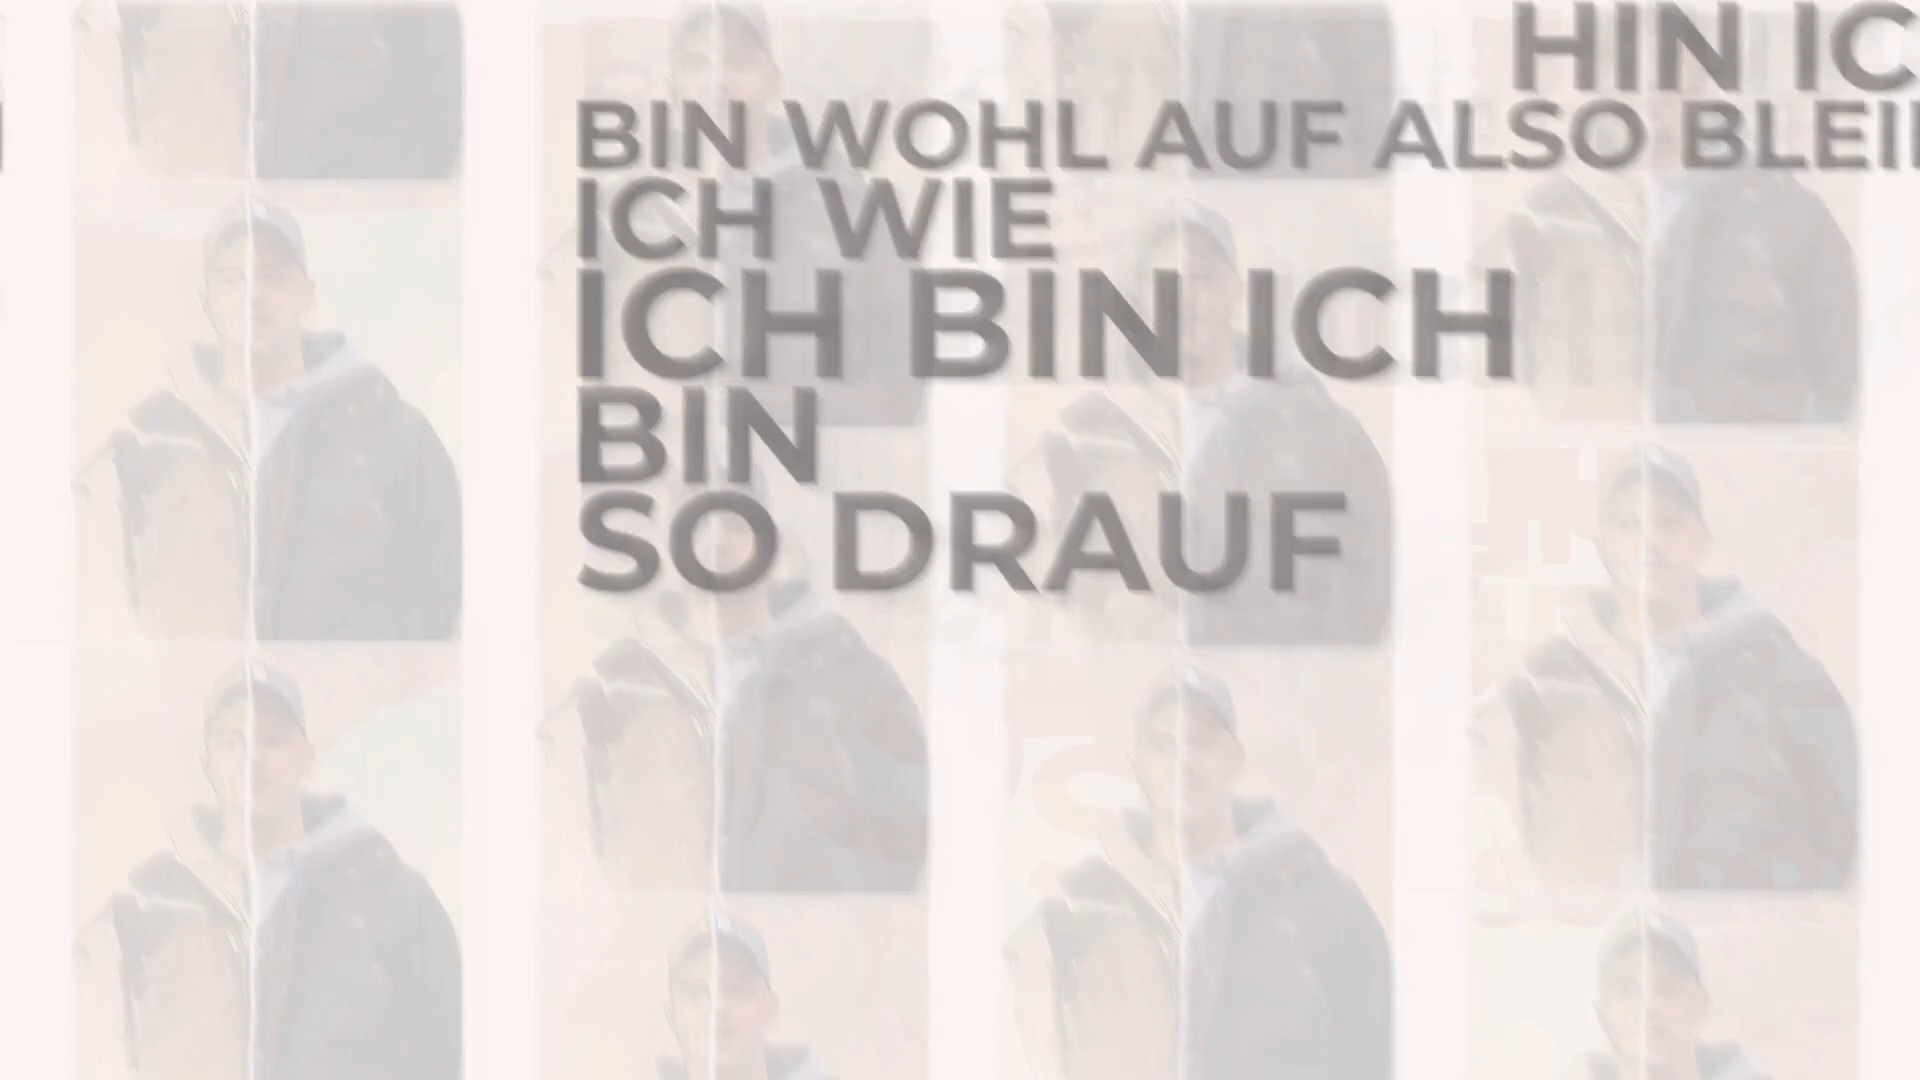 HIN IC
BIN WOHL AUF ALSO BLEI
ICH WIE
ICH BIN ICH
BIN
SO DRAUF